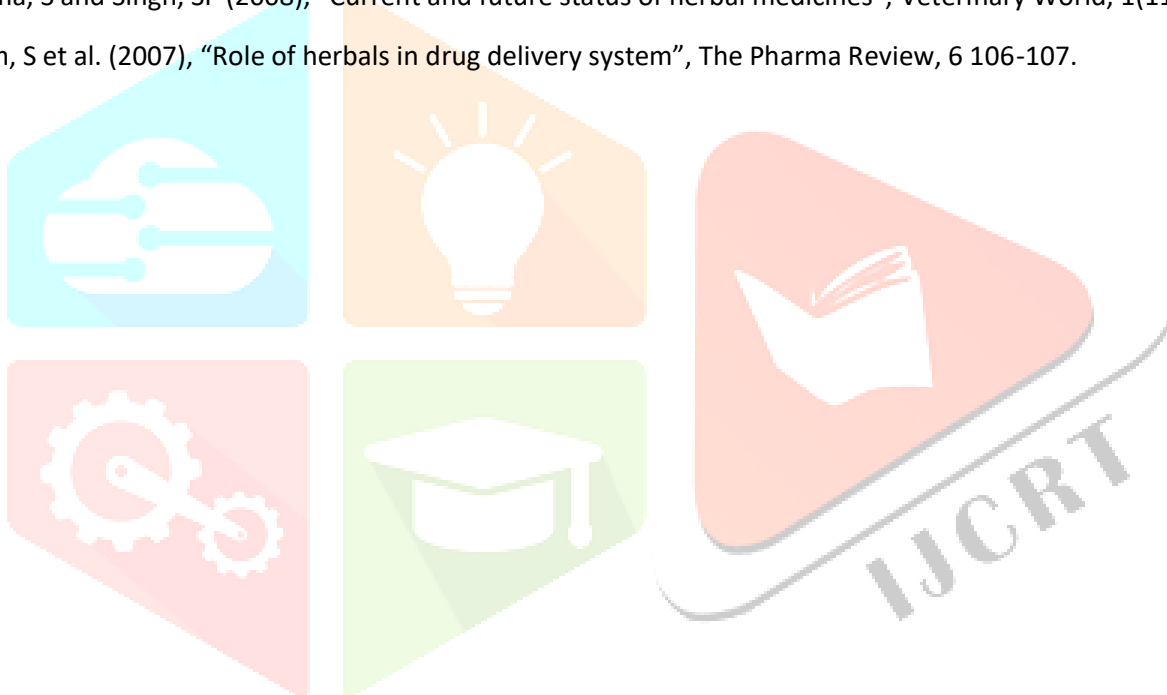 S and Singh, SP (2008), "Current and future status of herbal medicines", Veterinary World, 1(11
S et al. (2007), “Role of herbals in drug delivery system”, The Pharma Review, 6 106-107.
IJCRT